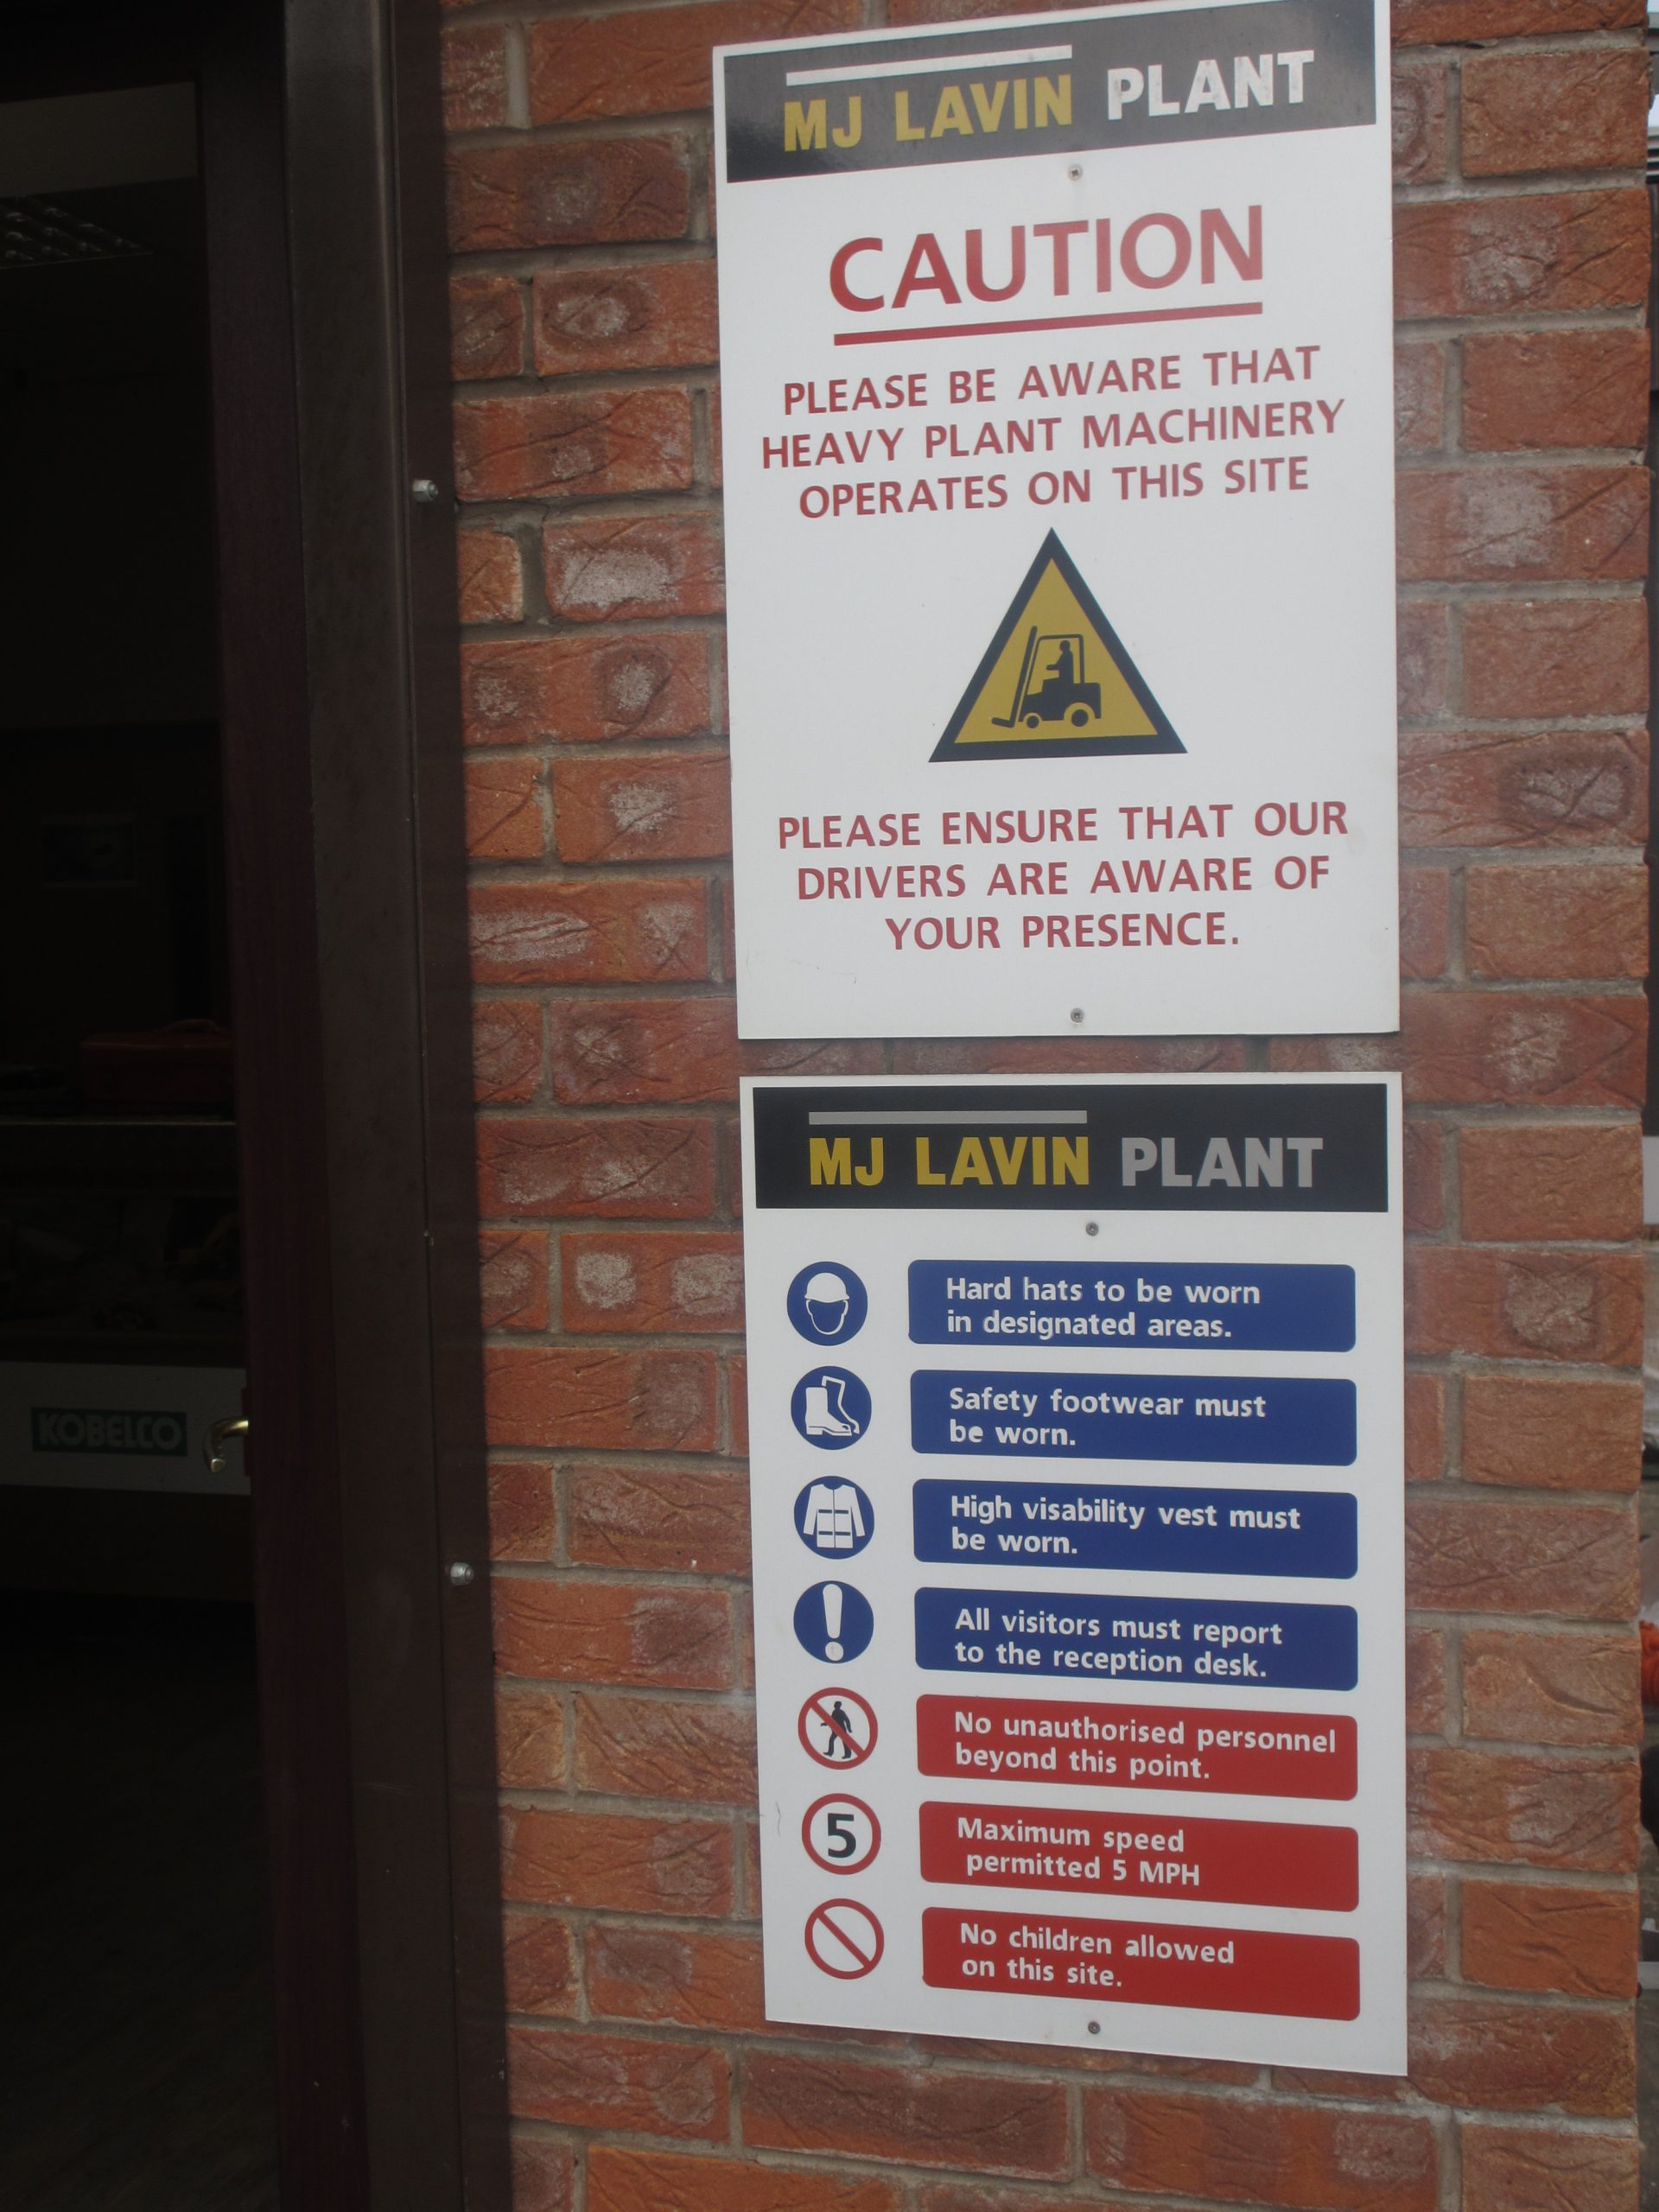 MJ LAVIN PLANT
CAUTION
PLEASE BE AWARE THAT
HEAVY PLANT MACHINERY
OPERATES ON THIS SITE
PLEASE ENSURE THAT OUR
DRIVERS ARE AWARE OF
YOUR PRESENCE.
MJ LAVIN PLANT
Hard hats to be worn
in designated areas.
Safety footwear must
be worn.
High visability vest must
be worn.
All visitors must report
to the reception desk.
No unauthorised personnel
beyond this point.
5
Maximum speed
permitted 5 MPH
No children allowed
on this site.
KOBELCO